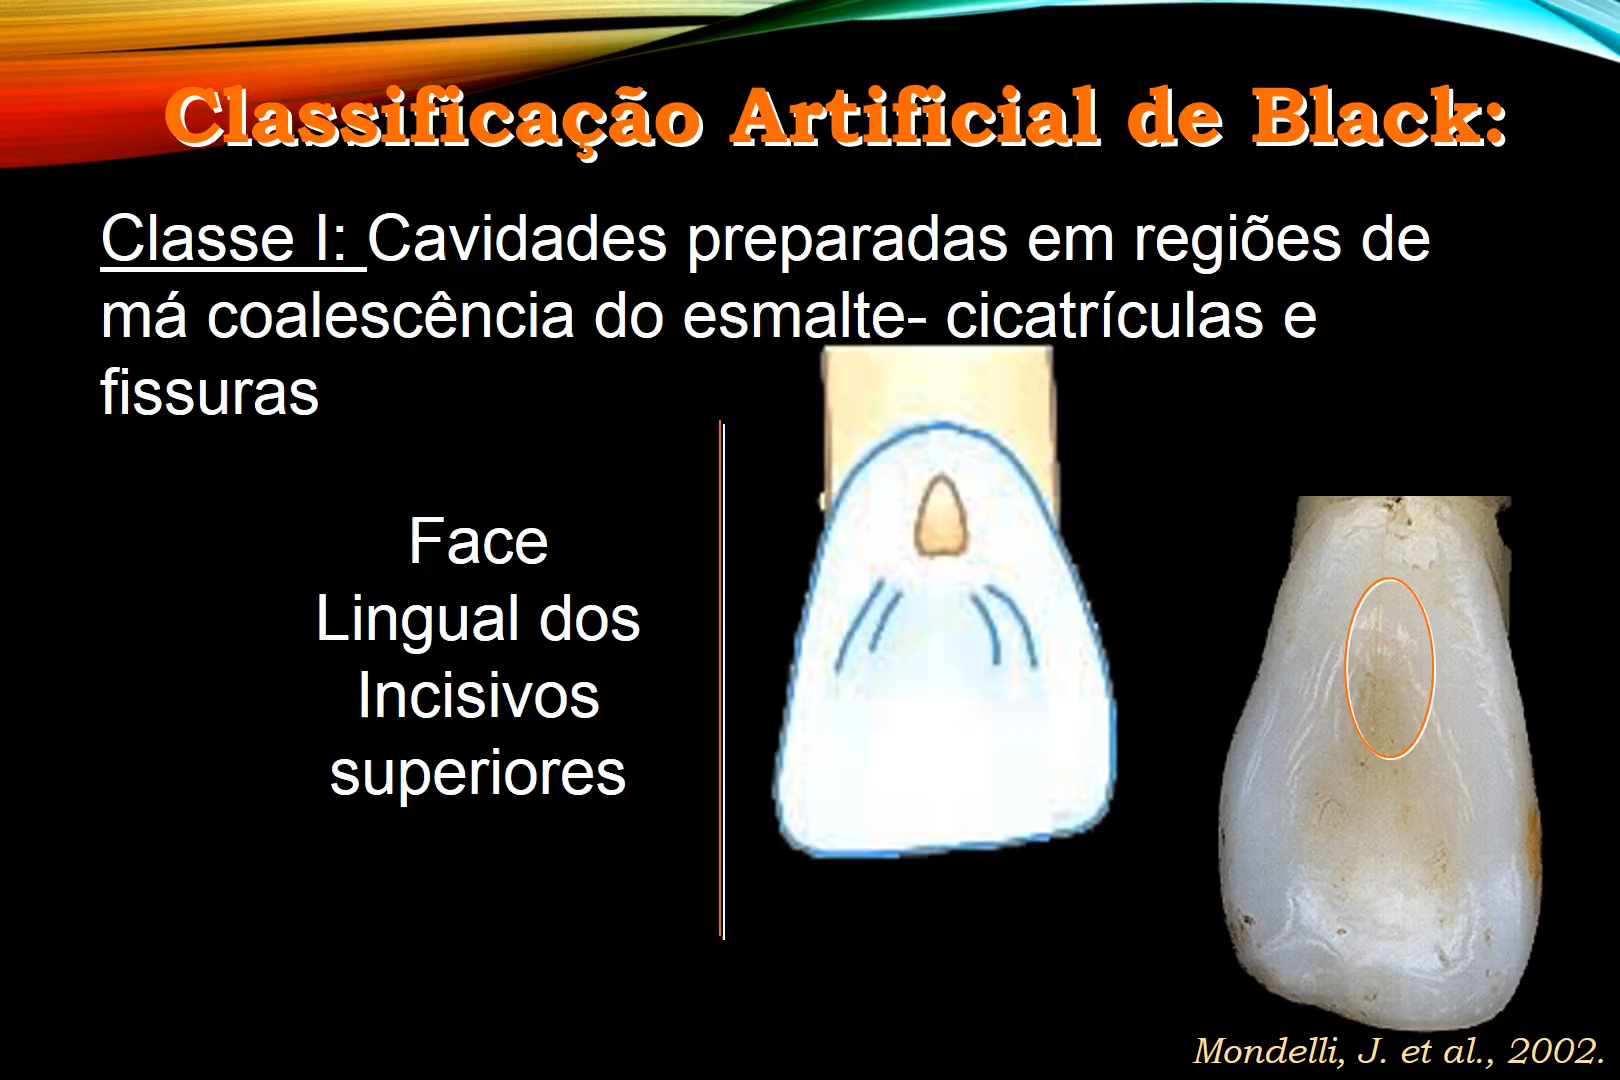 Classificação Artificial de Black:
Classe I: Cavidades preparadas em regiões de
má coalescência do esmalte- cicatrículas e
fissuras
Face
Lingual dos
Incisivos
superiores
Mondelli, J. et al., 2002.